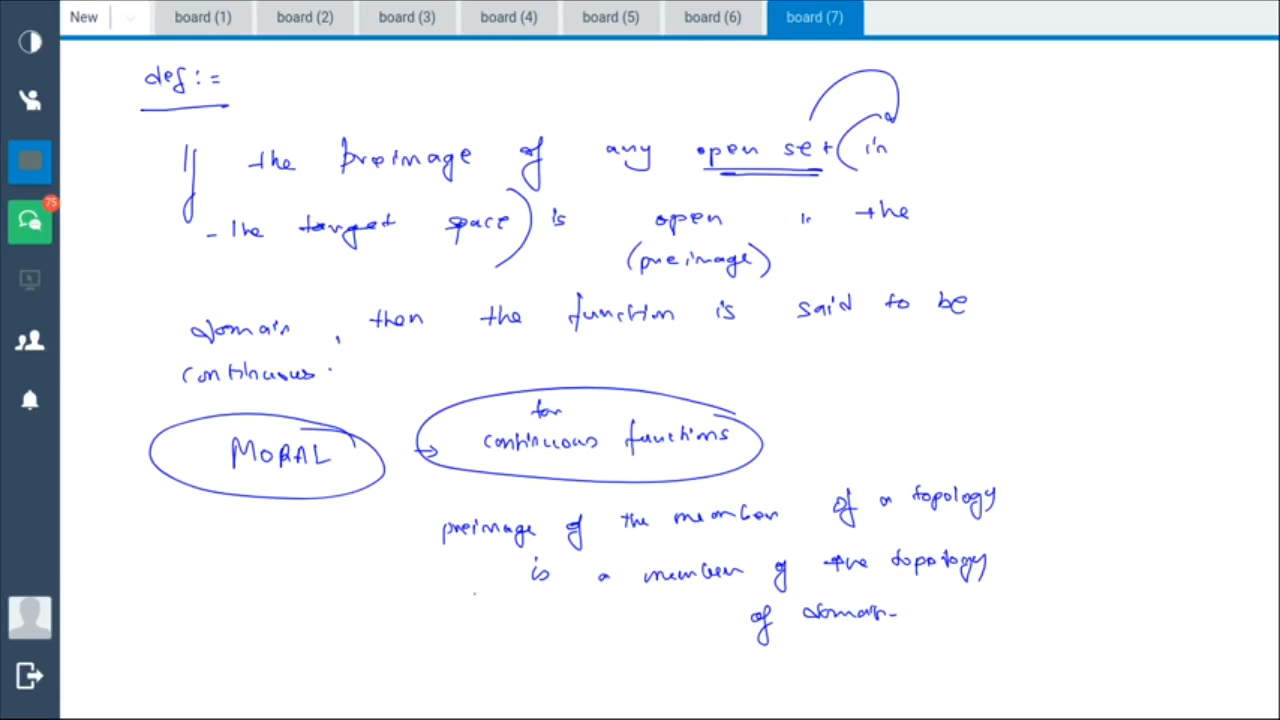 New
board (1)
board (2)
board (3)
board (4)
board (5)
board (6)
board (7)
75
def :=
If the preimage of any open set (in
the target space) is open in the
(preimage)
domain, then the function is said to be
continuous.
MORAL → for
continuous functions
preimage of the member of a topology
is a member of the topology
of domain